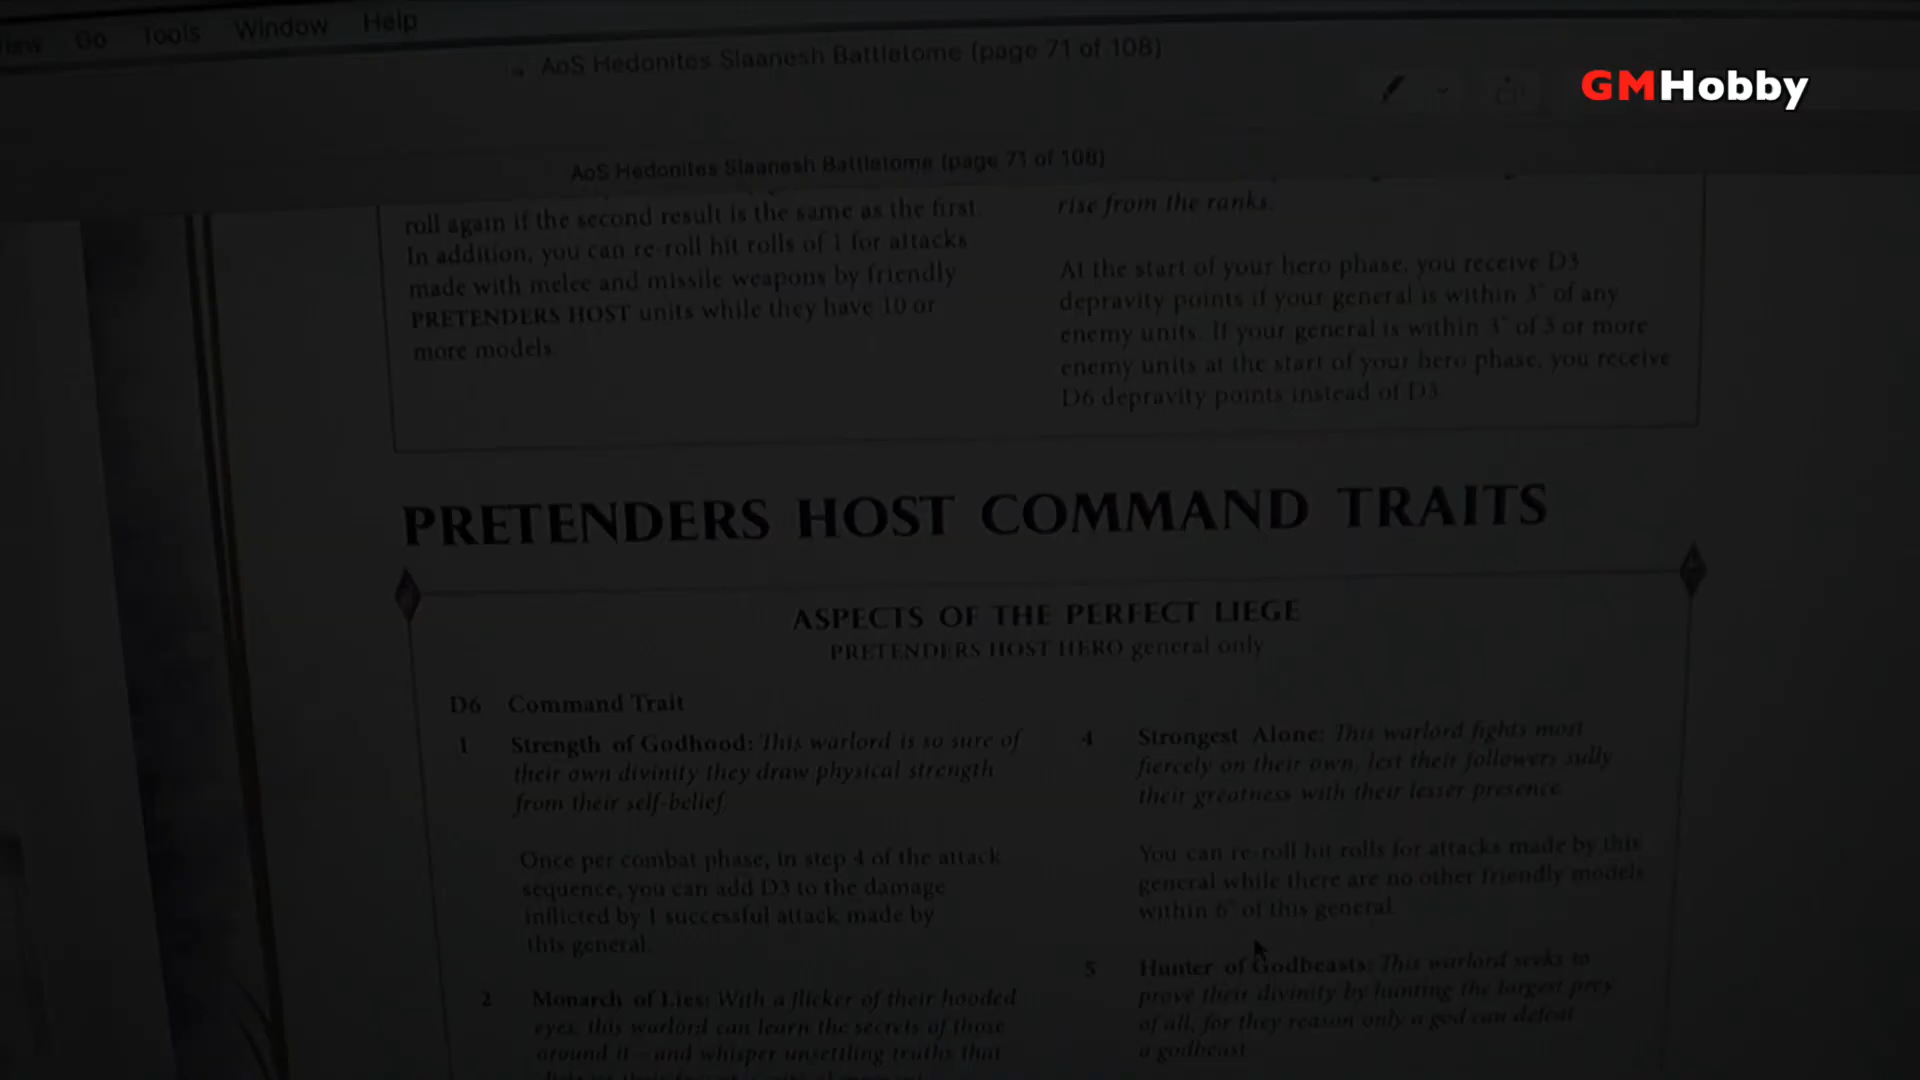 Go Tools Window Help
AoS Hedonites Slaanesh Battletome (page 71 of 108)
GMHobby
AoS Hedonites Slaanesh Battletome (page 71 of 108)
roll again if the second result is the same as the first.
In addition, you can re-roll hit rolls of 1 for attacks
made with melee and missile weapons by friendly
PRETENDERS HOST units while they have 10 or
more models.
rise from the ranks.
At the start of your hero phase, you receive D3
depravity points if your general is within 3" of any
enemy units. If your general is within 3" of 3 or more
enemy units at the start of your hero phase, you receive
D6 depravity points instead of D3.
PRETENDERS HOST COMMAND TRAITS
ASPECTS OF THE PERFECT LIEGE
PRETENDERS HOST HERO general only
D6 Command Trait
1 Strength of Godhood: This warlord is so sure of
their own divinity they draw physical strength
from their self-belief.
Once per combat phase, in step 4 of the attack
sequence, you can add D3 to the damage
inflicted by 1 successful attack made by
this general.
2 Monarch of Lies: With a flicker of their hooded
eyes, this warlord can learn the secrets of those
around it – and whisper unsettling truths that
4 Strongest Alone: This warlord fights most
fiercely on their own, lest their followers sully
their greatness with their lesser presence.
You can re-roll hit rolls for attacks made by this
general while there are no other friendly models
within 6" of this general.
5 Hunter of Godbeasts: This warlord seeks to
prove their divinity by hunting the largest prey
of all, for they reason only a god can defeat
a godbeast.